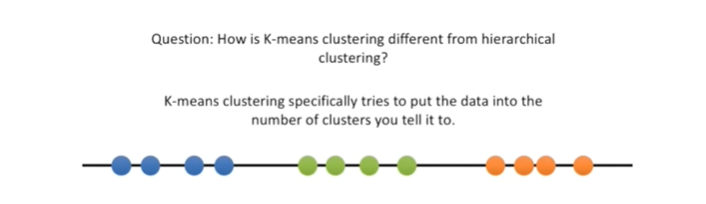 Question: How is K-means clustering different from hierarchical
clustering?
K-means clustering specifically tries to put the data into the
number of clusters you tell it to.